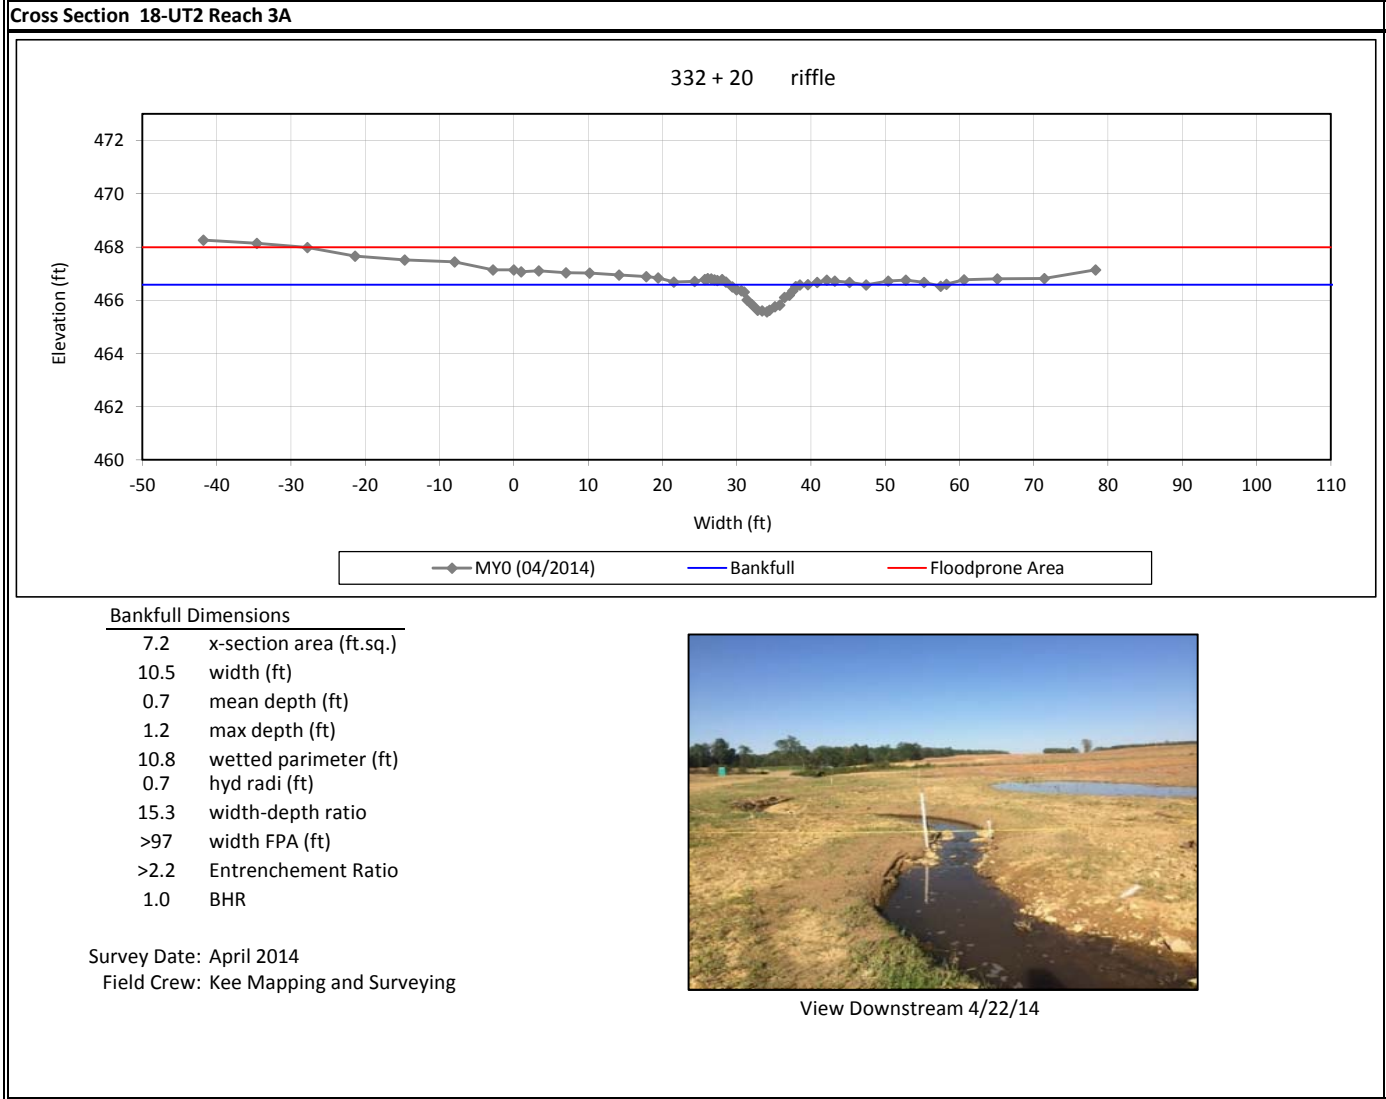 Cross Section 18-UT2 Reach 3A
332 + 20 riffle
472
470
468
466
464
462
460
Elevation (ft)
-50 -40 -30 -20 -10 0 10 20 30 40 50 60 70 80 90 100 110
Width (ft)
MY0 (04/2014) Bankfull Floodprone Area
Bankfull Dimensions
7.2 x-section area (ft.sq.)
10.5 width (ft)
0.7 mean depth (ft)
1.2 max depth (ft)
10.8 wetted parimeter (ft)
0.7 hyd radi (ft)
15.3 width-depth ratio
>97 width FPA (ft)
>2.2 Entrenchement Ratio
1.0 BHR
Survey Date: April 2014
Field Crew: Kee Mapping and Surveying
View Downstream 4/22/14